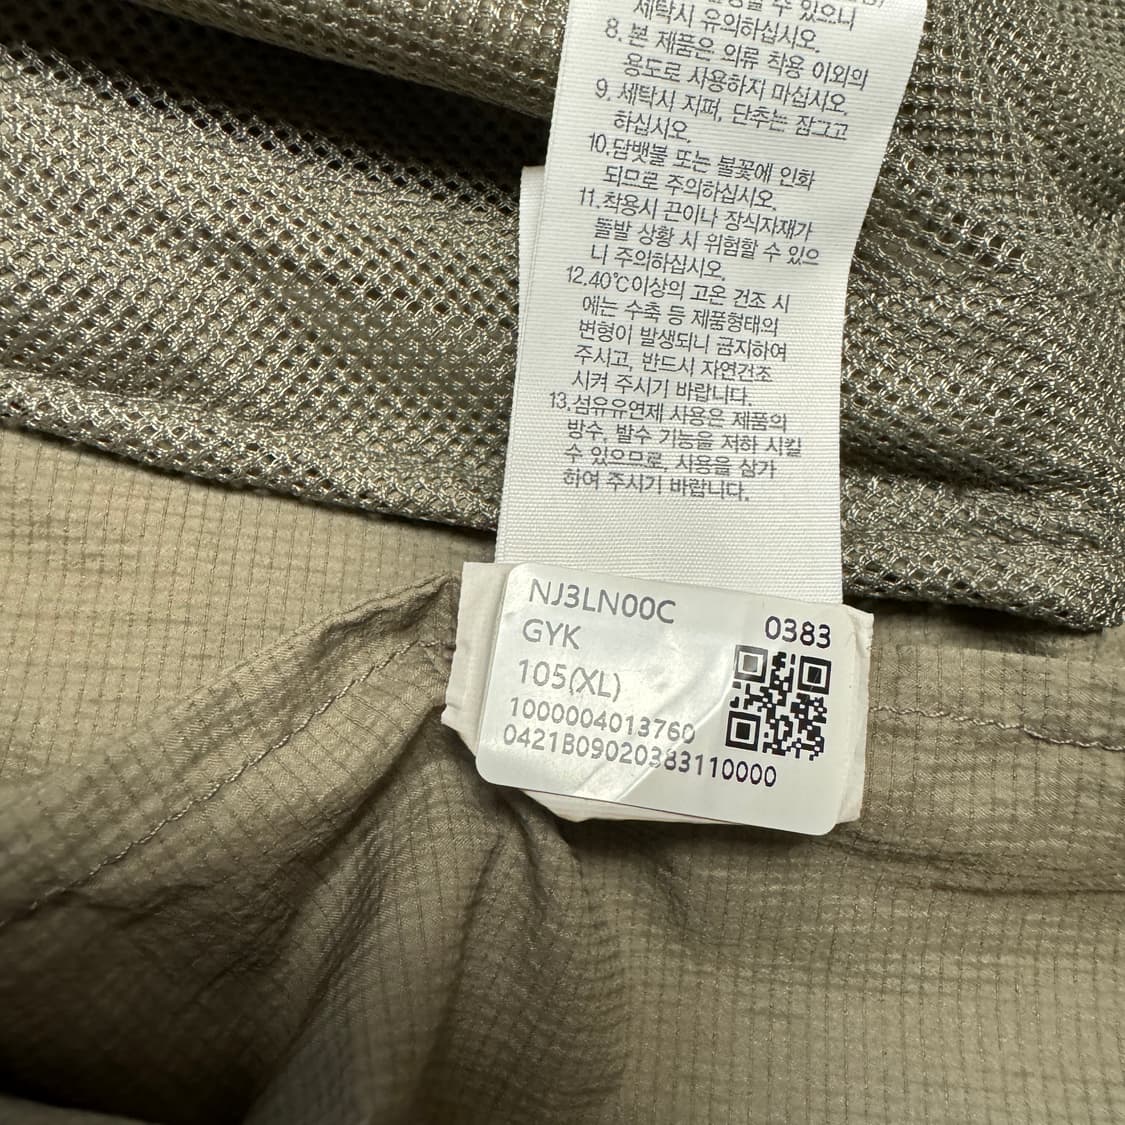 수 있으니
세탁시 유의하십시오.
8. 본 제품은 의류 착용 이외의
용도로 사용하지 마십시오.
9. 세탁시 지퍼, 단추는 잠그고
하십시오.
10.담뱃불 또는 불꽃에 인화
되므로 주의하십시오.
11.착용시 끈이나 장식자재가
돌발 상황 시 위험할 수 있으
니 주의하십시오.
12.40℃이상의 고온 건조 시
에는 수축 등 제품형태의
변형이 발생되니 금지하여
주시고, 반드시 자연건조
시켜 주시기 바랍니다.
13.섬유유연제 사용은 제품의
방수, 발수 기능을 저하 시킬
수 있으므로, 사용을 삼가
하여 주시기 바랍니다.
NJ3LN00C
0383
GYK
105(XL)
1000004013760
0421B09020383110000